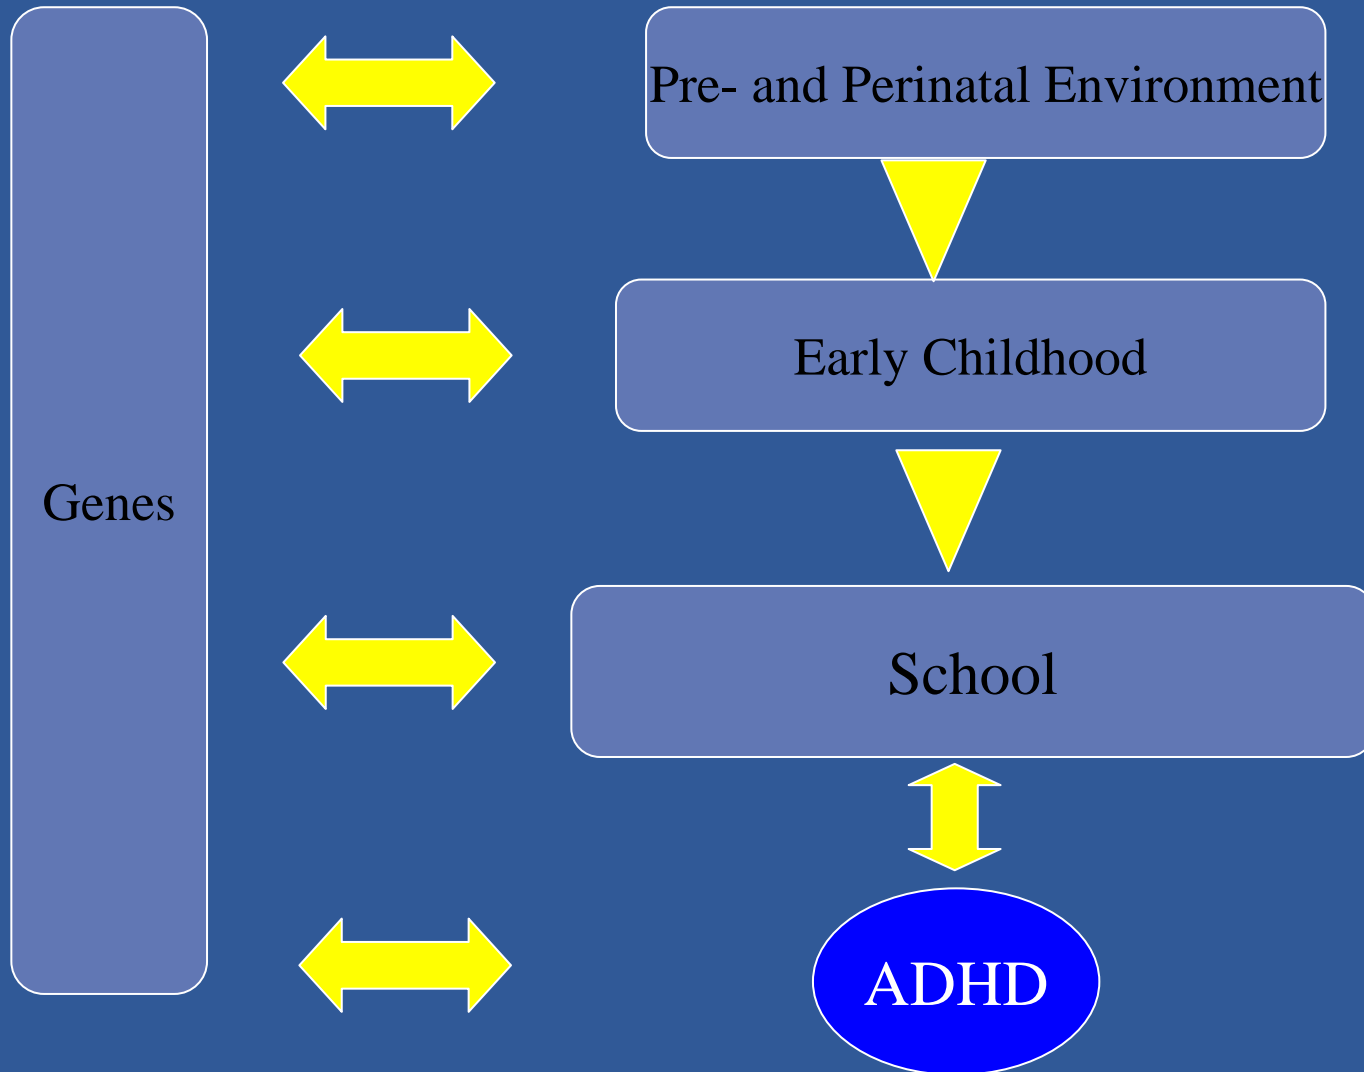 Pre- and Perinatal Environment
Early Childhood
Genes
School
ADHD